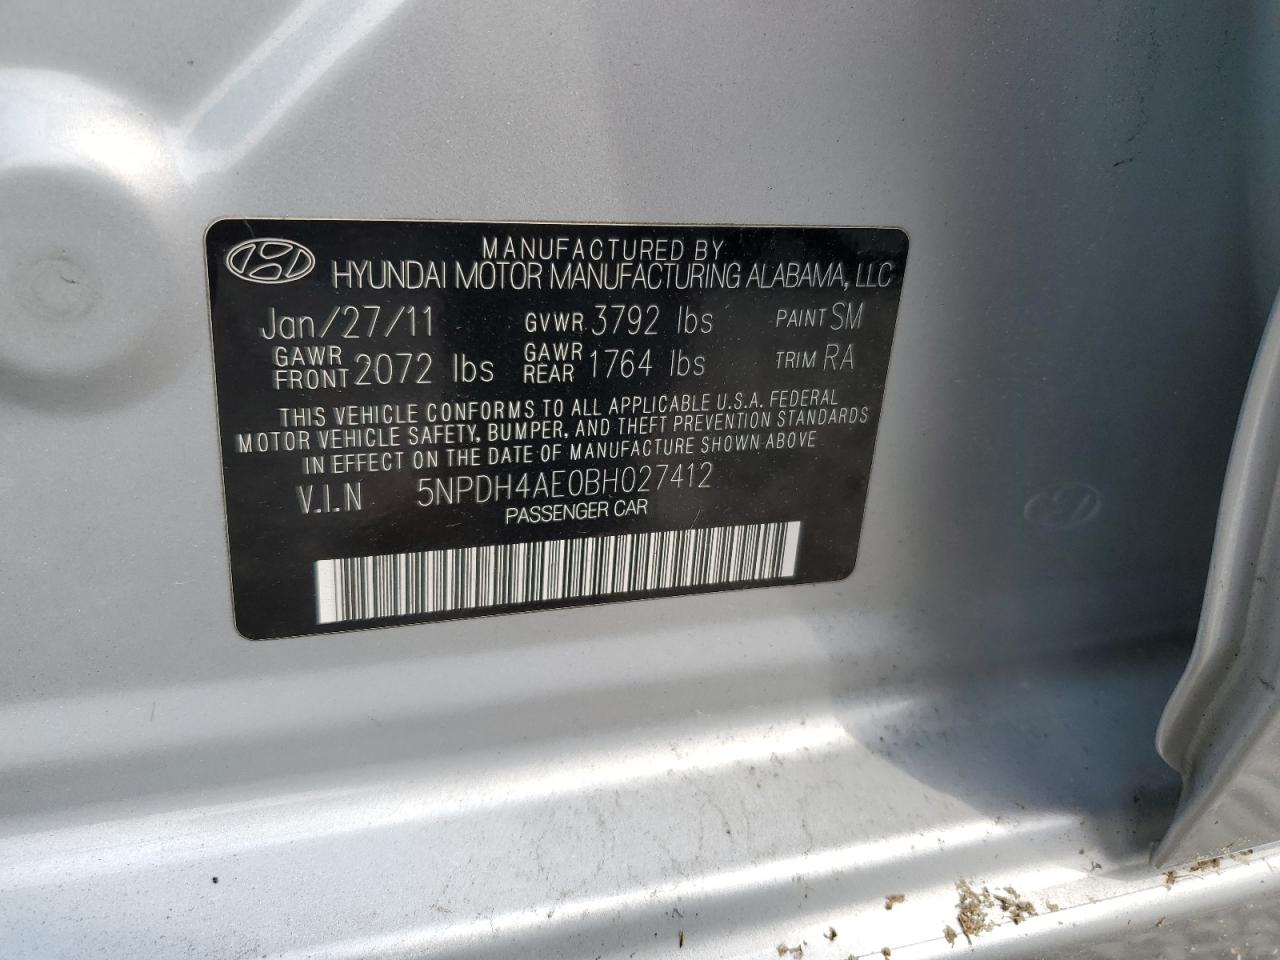 MANUFACTURED BY
HYUNDAI MOTOR MANUFACTURING ALABAMA, LLC
Jan/27/11 GVWR 3792 lbs PAINT SM
GAWR FRONT 2072 lbs GAWR REAR 1764 lbs TRIM RA
THIS VEHICLE CONFORMS TO ALL APPLICABLE U.S.A. FEDERAL
MOTOR VEHICLE SAFETY, BUMPER, AND THEFT PREVENTION STANDARDS
IN EFFECT ON THE DATE OF MANUFACTURE SHOWN ABOVE
V.I.N 5NPDH4AE0BH027412
PASSENGER CAR